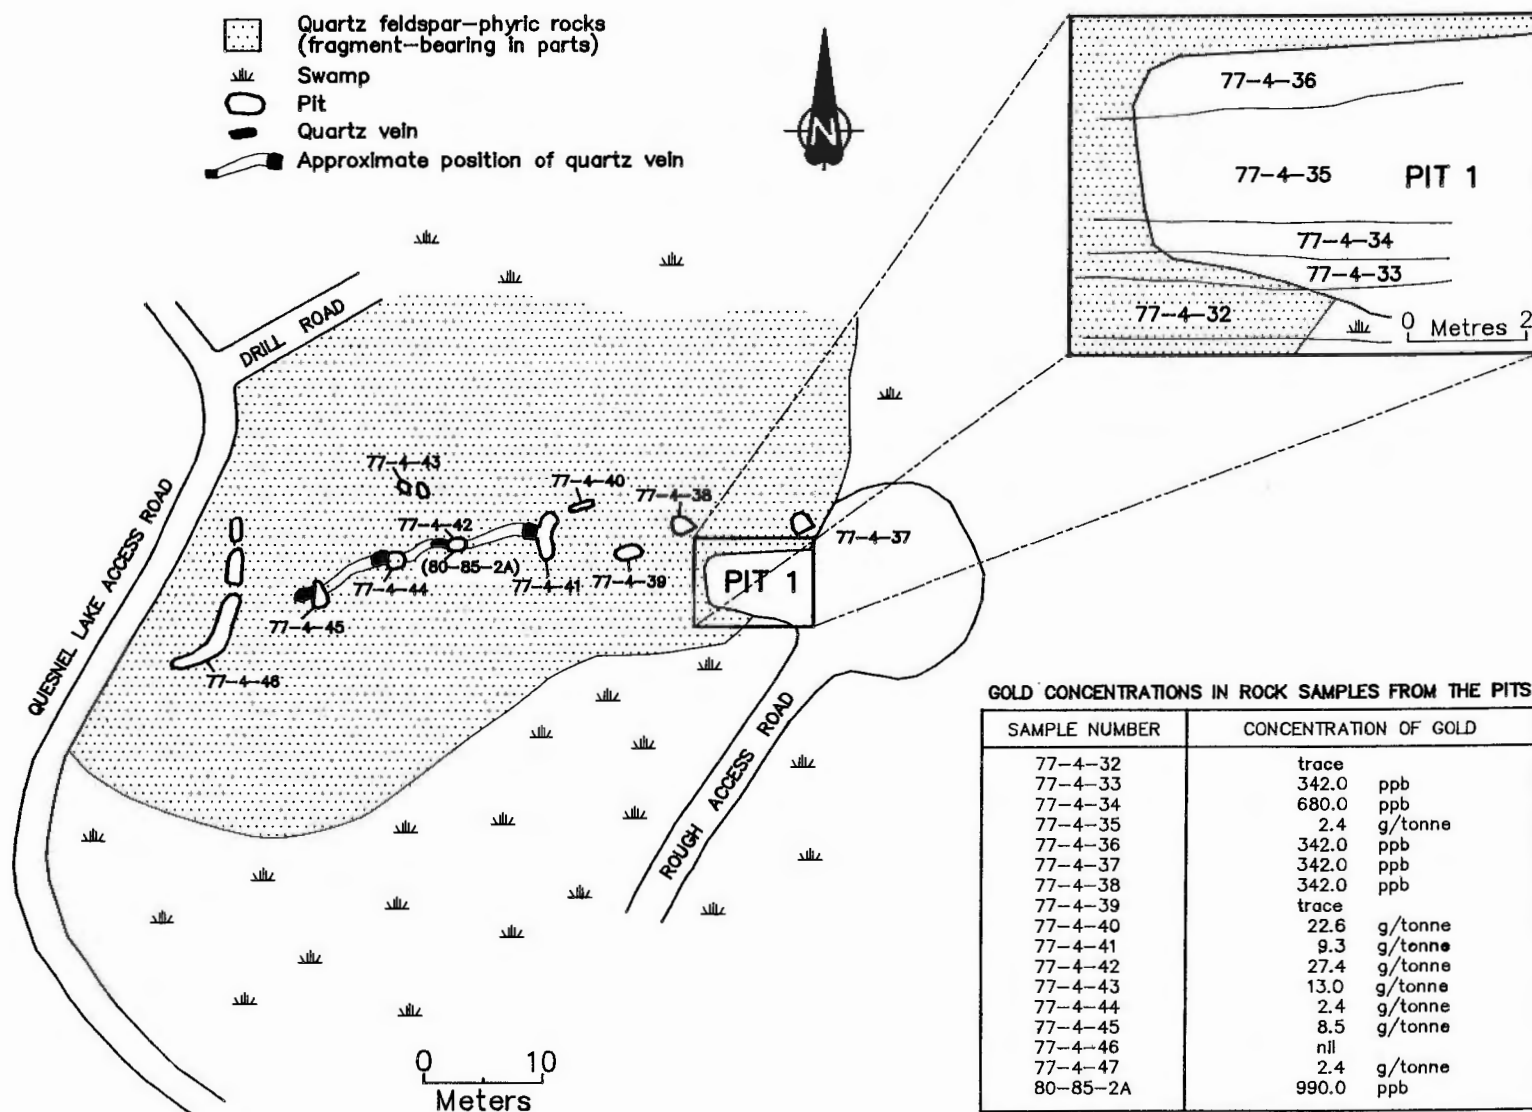 Quartz feldspar-phyric rocks
(fragment-bearing in parts)
Swamp
Pit
Quartz vein
Approximate position of quartz vein
N
77-4-36
77-4-35
PIT 1
77-4-34
77-4-33
77-4-32
0 Metres 2
DRILL ROAD
QUESNEL LAKE ACCESS ROAD
77-4-43
77-4-40
77-4-38
77-4-42
77-4-37
(80-85-2A)
77-4-44
77-4-41
77-4-39
PIT 1
77-4-45
77-4-46
ROUGH ACCESS ROAD
0 10
Meters
GOLD CONCENTRATIONS IN ROCK SAMPLES FROM THE PITS
SAMPLE NUMBER CONCENTRATION OF GOLD
77-4-32 trace
77-4-33 342.0 ppb
77-4-34 680.0 ppb
77-4-35 2.4 g/tonne
77-4-36 342.0 ppb
77-4-37 342.0 ppb
77-4-38 342.0 ppb
77-4-39 trace
77-4-40 22.6 g/tonne
77-4-41 9.3 g/tonne
77-4-42 27.4 g/tonne
77-4-43 13.0 g/tonne
77-4-44 2.4 g/tonne
77-4-45 8.5 g/tonne
77-4-46 nil
77-4-47 2.4 g/tonne
80-85-2A 990.0 ppb